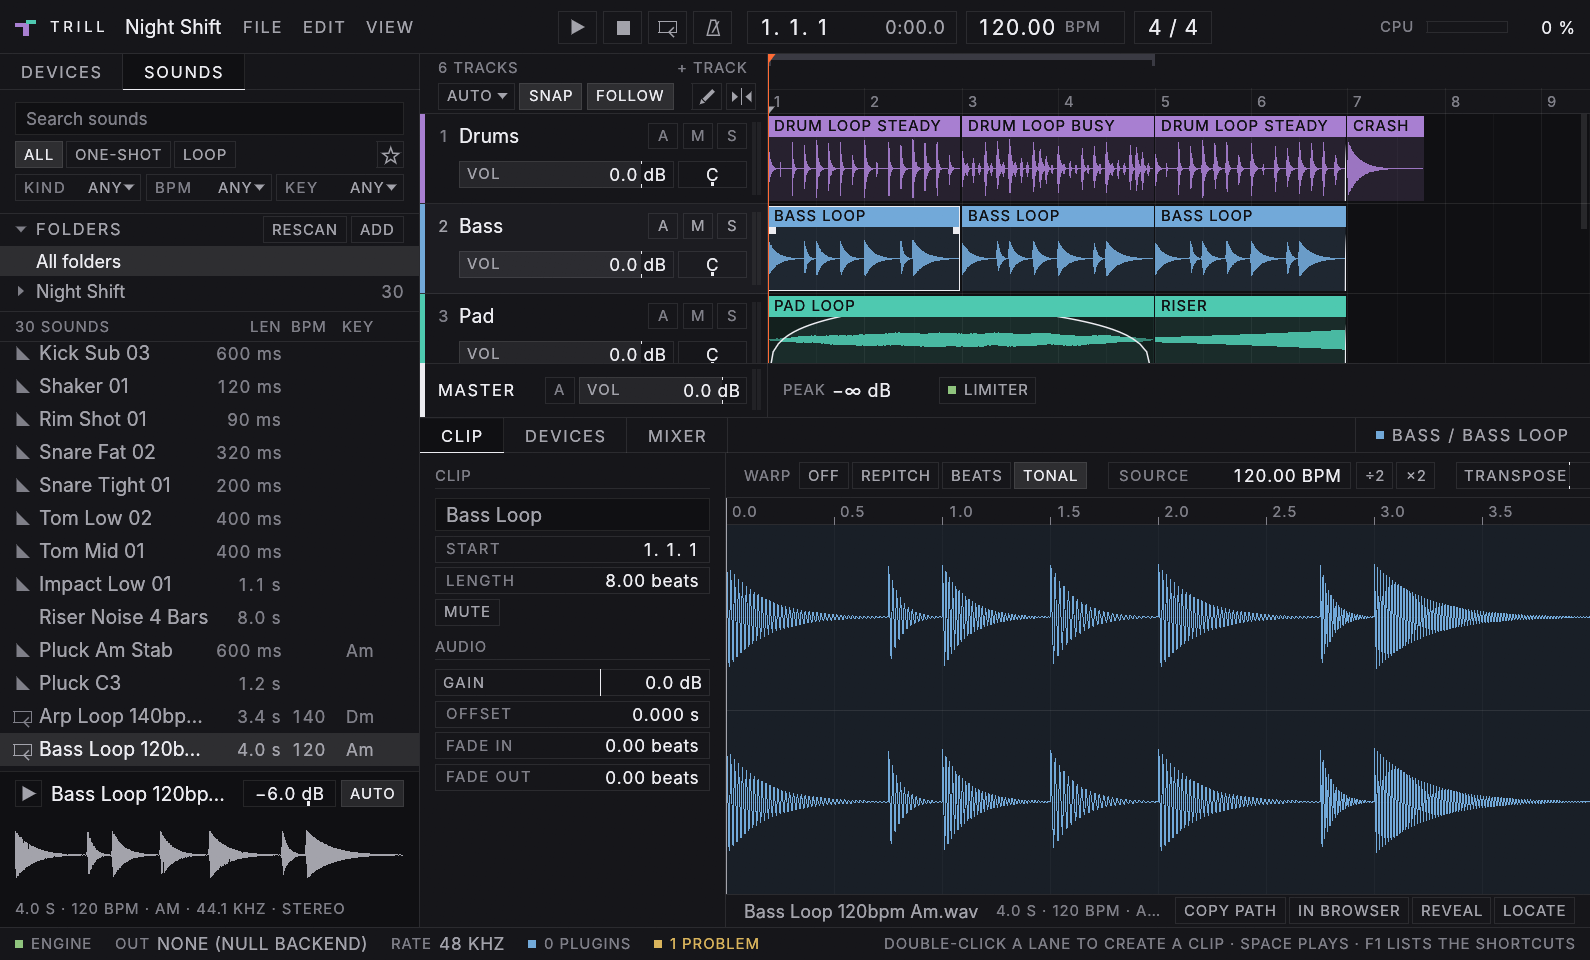 TRILL Night Shift FILE EDIT VIEW 1. 1. 1 0:00.0 120.00 BPM 4 / 4 CPU 0 %
DEVICES SOUNDS
Search sounds
ALL ONE-SHOT LOOP
KIND ANY BPM ANY KEY ANY
FOLDERS RESCAN ADD
All folders
Night Shift 30
30 SOUNDS LEN BPM KEY
Kick Sub 03 600 ms
Shaker 01 120 ms
Rim Shot 01 90 ms
Snare Fat 02 320 ms
Snare Tight 01 200 ms
Tom Low 02 400 ms
Tom Mid 01 400 ms
Impact Low 01 1.1 s
Riser Noise 4 Bars 8.0 s
Pluck Am Stab 600 ms Am
Pluck C3 1.2 s
Arp Loop 140bp... 3.4 s 140 Dm
Bass Loop 120b... 4.0 s 120 Am
Bass Loop 120bp... −6.0 dB AUTO
4.0 S · 120 BPM · AM · 44.1 KHZ · STEREO
6 TRACKS + TRACK
AUTO SNAP FOLLOW
1 2 3 4 5 6 7 8 9
1 Drums A M S
VOL 0.0 dB C
DRUM LOOP STEADY DRUM LOOP BUSY DRUM LOOP STEADY CRASH
2 Bass A M S
VOL 0.0 dB C
BASS LOOP BASS LOOP BASS LOOP
3 Pad A M S
VOL 0.0 dB C
PAD LOOP RISER
MASTER A VOL 0.0 dB PEAK −∞ dB LIMITER
CLIP DEVICES MIXER BASS / BASS LOOP
CLIP
Bass Loop
START 1. 1. 1
LENGTH 8.00 beats
MUTE
AUDIO
GAIN 0.0 dB
OFFSET 0.000 s
FADE IN 0.00 beats
FADE OUT 0.00 beats
WARP OFF REPITCH BEATS TONAL SOURCE 120.00 BPM ÷2 ×2 TRANSPOSE
0.0 0.5 1.0 1.5 2.0 2.5 3.0 3.5
Bass Loop 120bpm Am.wav 4.0 S · 120 BPM · A... COPY PATH IN BROWSER REVEAL LOCATE
ENGINE OUT NONE (NULL BACKEND) RATE 48 KHZ 0 PLUGINS 1 PROBLEM DOUBLE-CLICK A LANE TO CREATE A CLIP · SPACE PLAYS · F1 LISTS THE SHORTCUTS